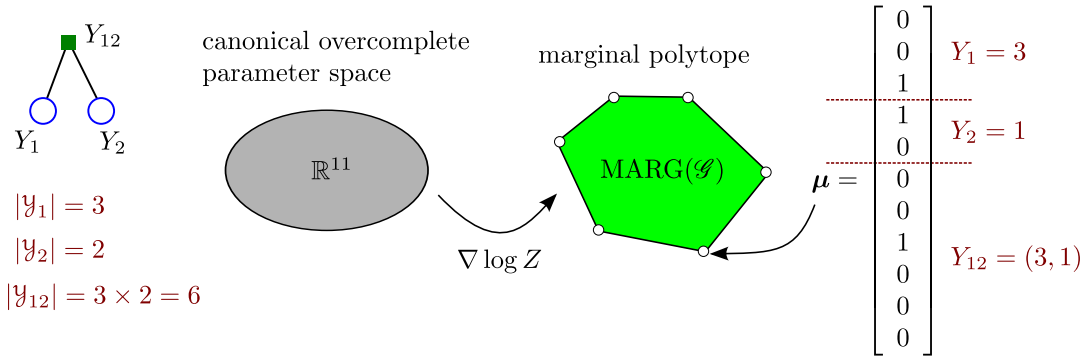 Y₁₂
Y₁
Y₂
|𝒴₁| = 3
|𝒴₂| = 2
|𝒴₁₂| = 3 × 2 = 6
canonical overcomplete
parameter space
ℝ¹¹
∇ log Z
marginal polytope
MARG(𝒢)
μ =
0
0
1
1
0
0
0
1
0
0
0
Y₁ = 3
Y₂ = 1
Y₁₂ = (3, 1)